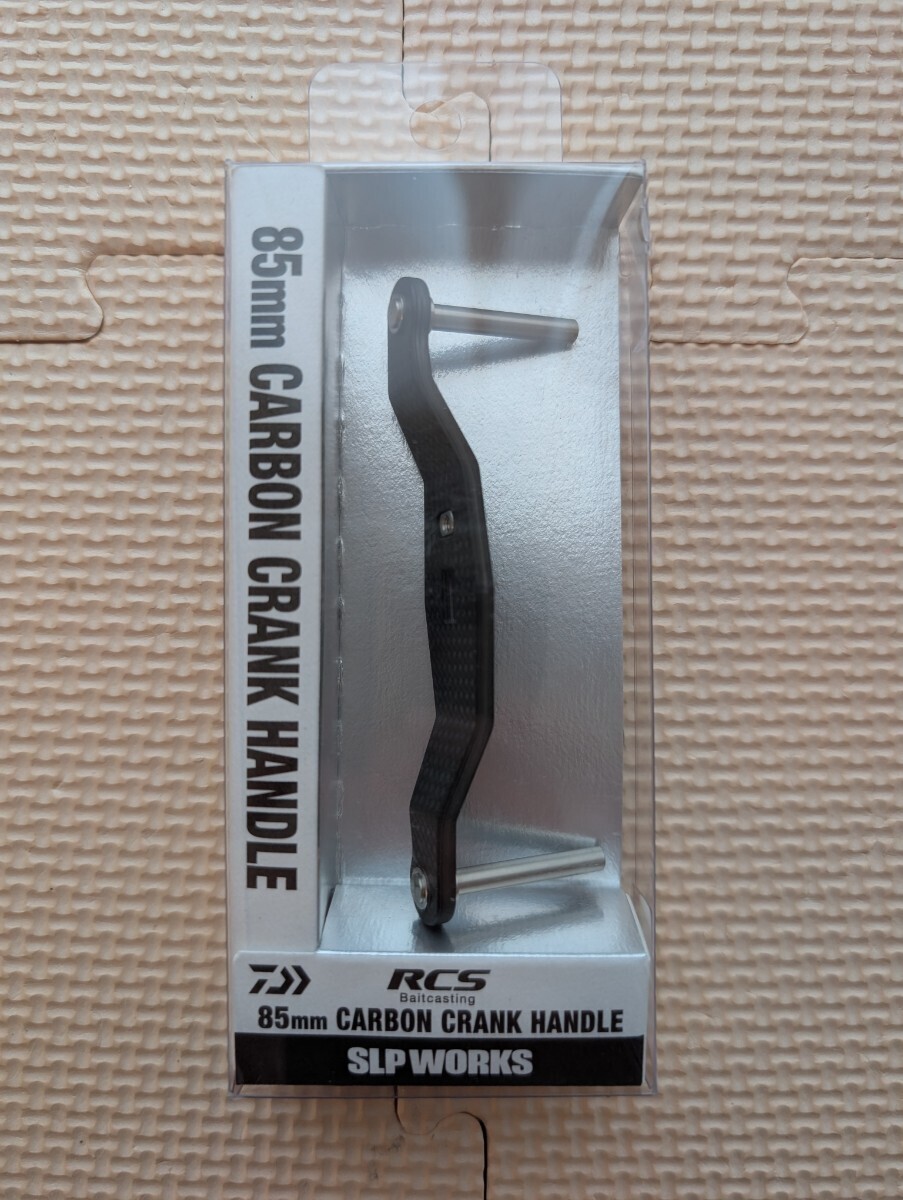 85mm CARBON CRANK HANDLE
RCS
Baitcasting
85mm CARBON CRANK HANDLE
SLP WORKS